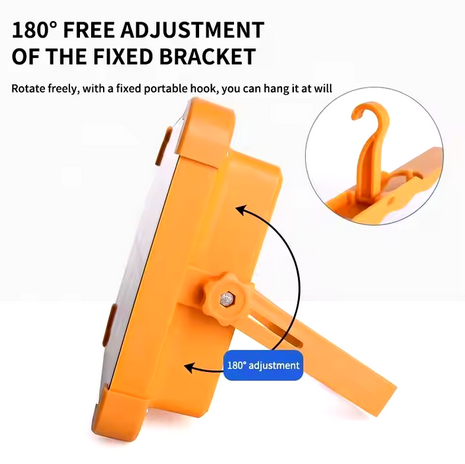 180° FREE ADJUSTMENT
OF THE FIXED BRACKET
Rotate freely, with a fixed portable hook, you can hang it at will
180° adjustment